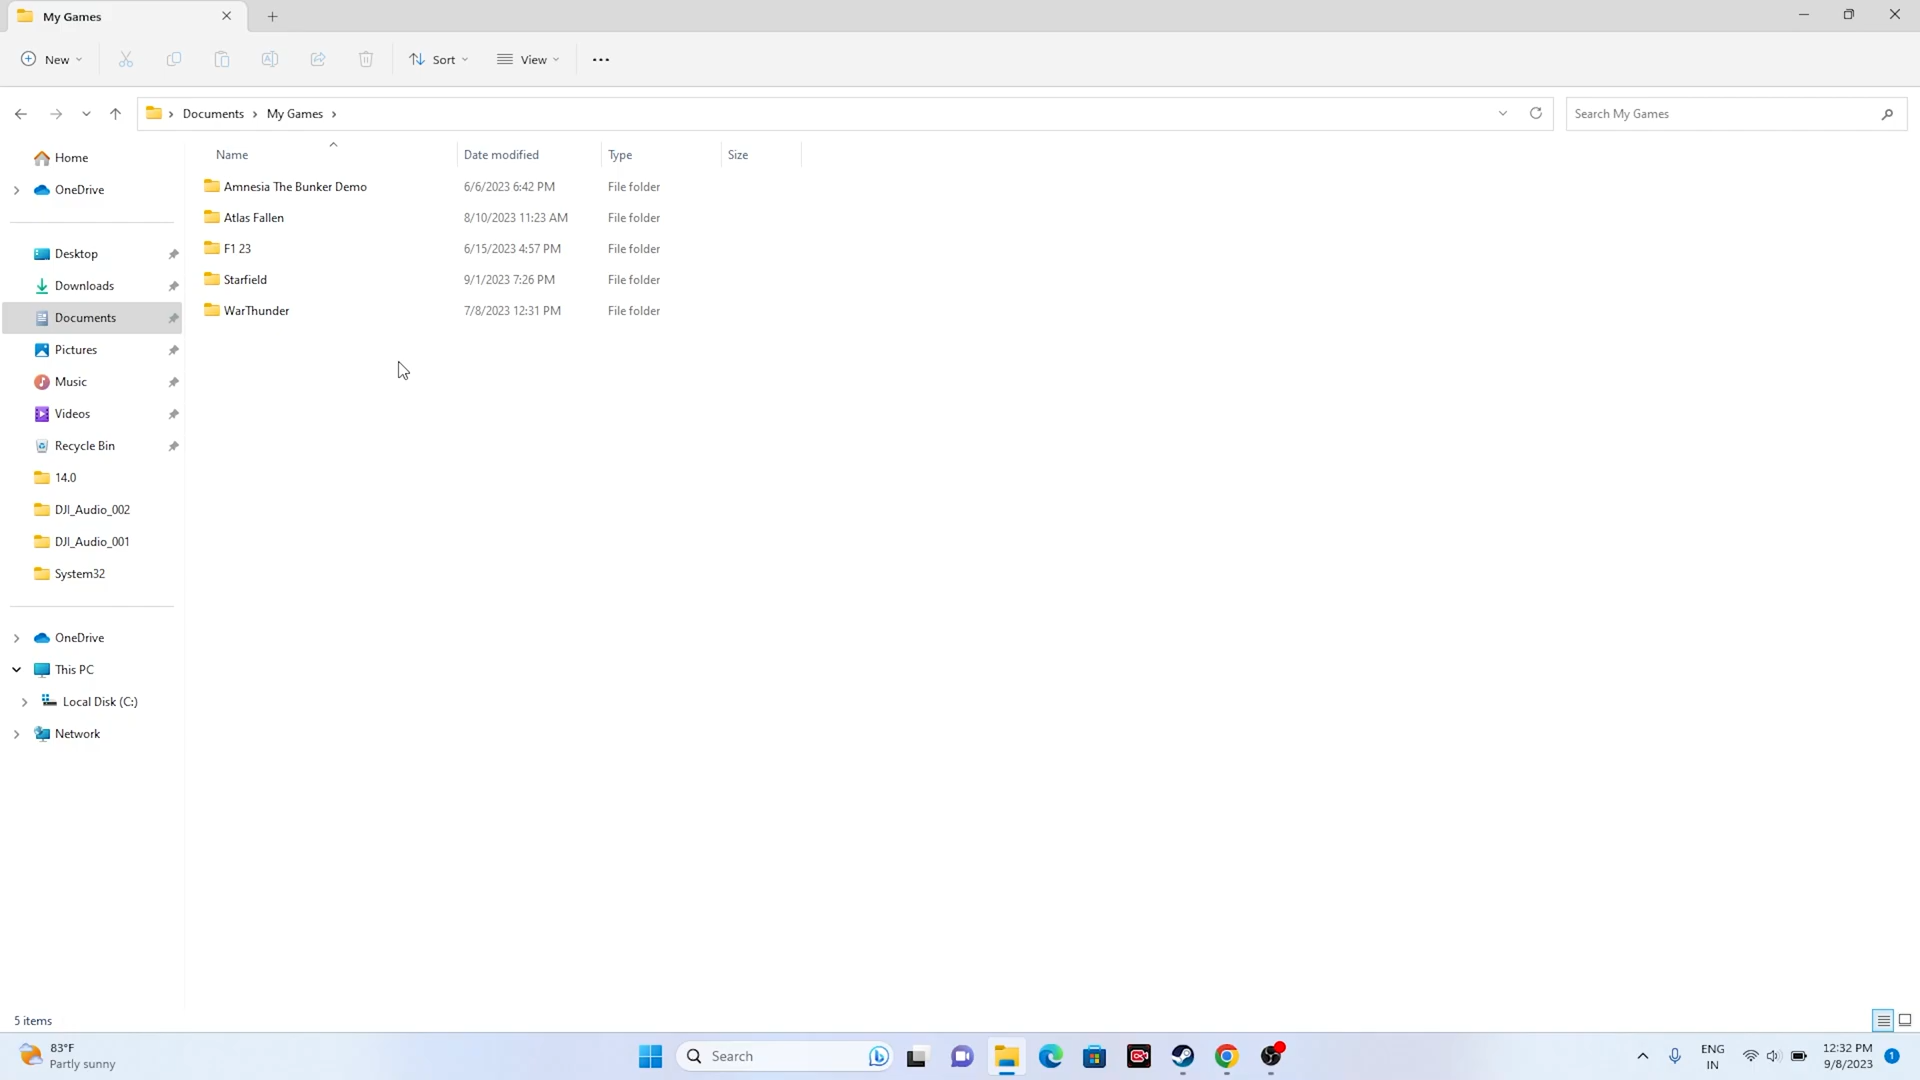 My Games
New
Sort
View
Documents
My Games
Search My Games
Name
Date modified
Type
Size
Amnesia The Bunker Demo 6/6/2023 6:42 PM File folder
Atlas Fallen 8/10/2023 11:23 AM File folder
F1 23 6/15/2023 4:57 PM File folder
Starfield 9/1/2023 7:26 PM File folder
WarThunder 7/8/2023 12:31 PM File folder
Home
OneDrive
Desktop
Downloads
Documents
Pictures
Music
Videos
Recycle Bin
14.0
DJI_Audio_002
DJI_Audio_001
System32
OneDrive
This PC
Local Disk (C:)
Network
5 items
83°F
Partly sunny
Search
ENG
IN
12:32 PM
9/8/2023
1